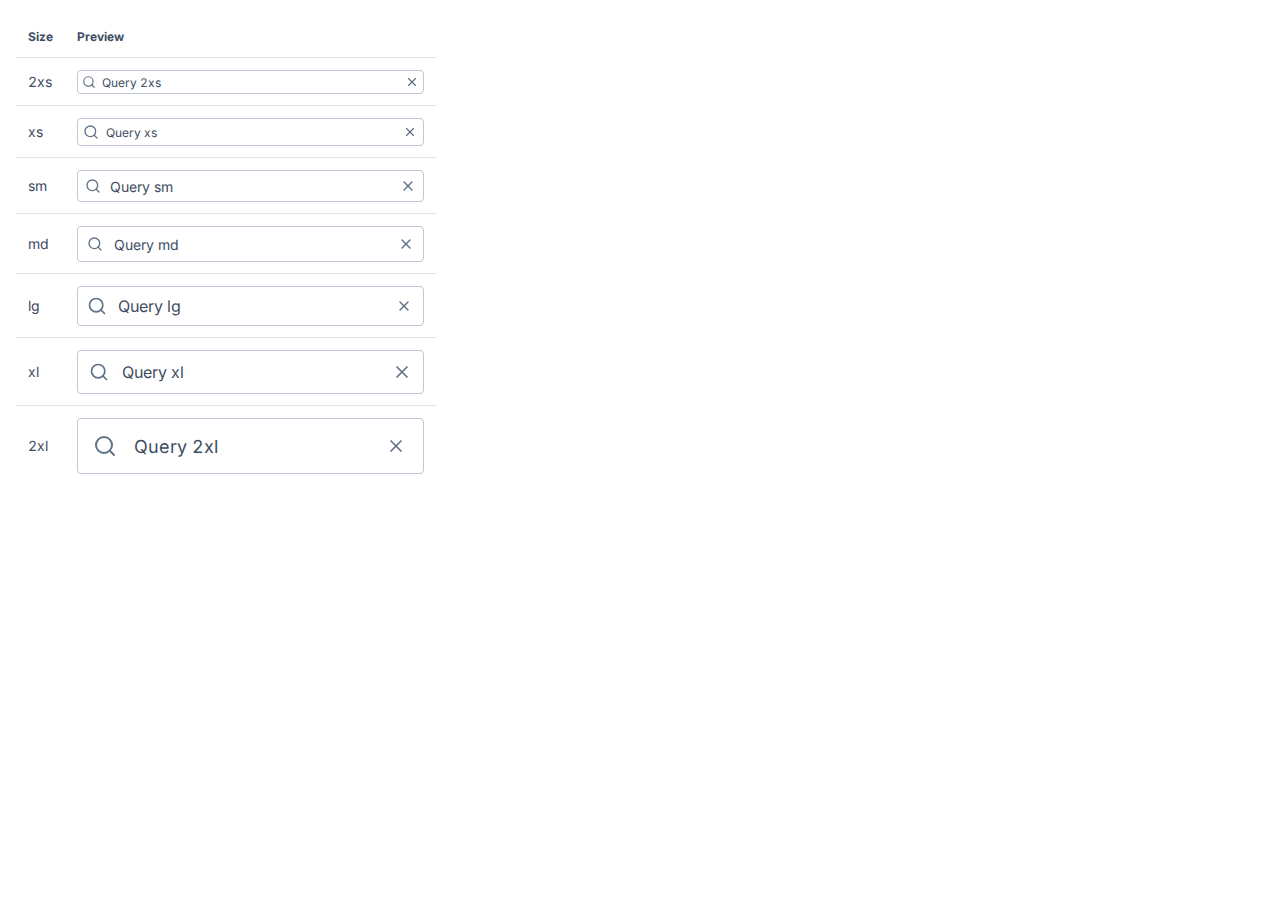 Size Preview
2xs Query 2xs
xs Query xs
sm Query sm
md Query md
lg Query lg
xl Query xl
2xl Query 2xl